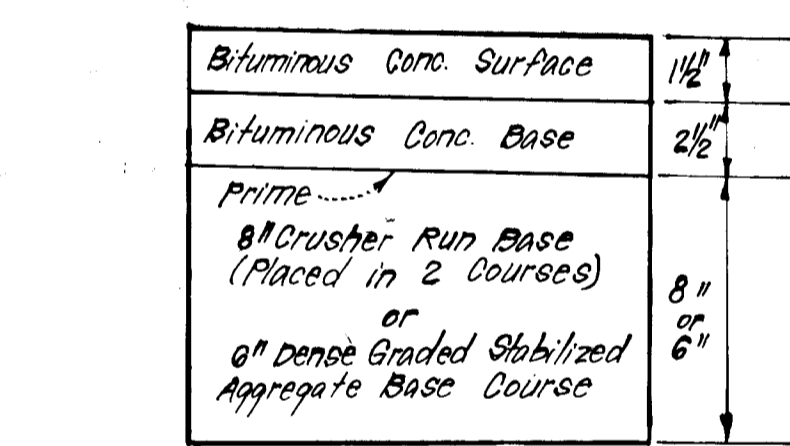 Bituminous Conc. Surface
1½"
Bituminous Conc. Base
2½"
Prime
8" Crusher Run Base
(Placed in 2 Courses)
or
6" Dense Graded Stabilized
Aggregate Base Course
8"
or
6"